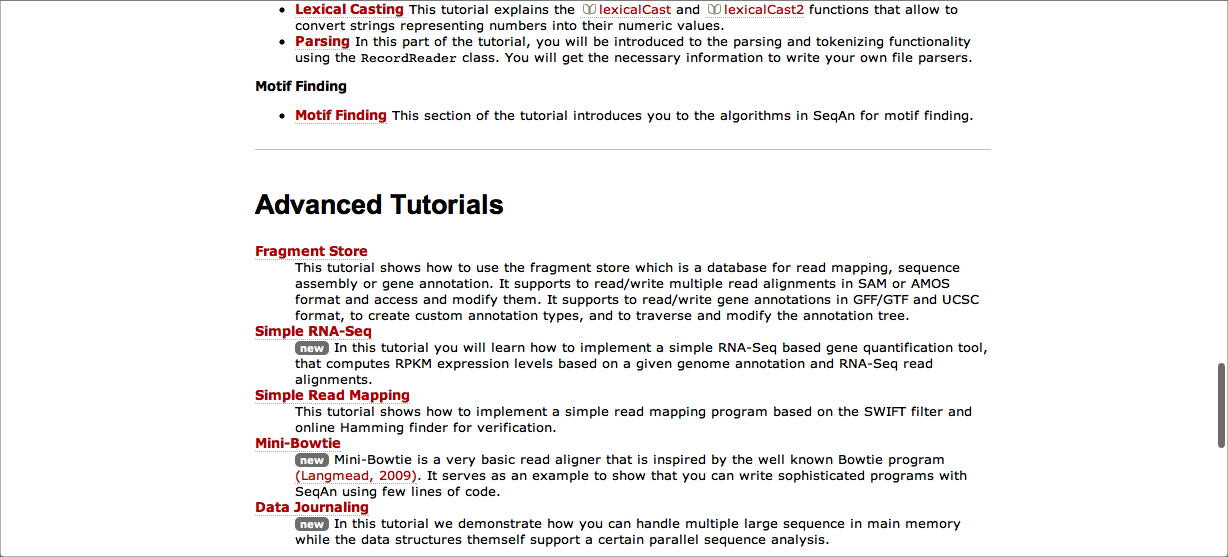 • Lexical Casting This tutorial explains the lexicalCast and lexicalCast2 functions that allow to
convert strings representing numbers into their numeric values.
• Parsing In this part of the tutorial, you will be introduced to the parsing and tokenizing functionality
using the RecordReader class. You will get the necessary information to write your own file parsers.
Motif Finding
• Motif Finding This section of the tutorial introduces you to the algorithms in SeqAn for motif finding.
Advanced Tutorials
Fragment Store
This tutorial shows how to use the fragment store which is a database for read mapping, sequence
assembly or gene annotation. It supports to read/write multiple read alignments in SAM or AMOS
format and access and modify them. It supports to read/write gene annotations in GFF/GTF and UCSC
format, to create custom annotation types, and to traverse and modify the annotation tree.
Simple RNA-Seq
new In this tutorial you will learn how to implement a simple RNA-Seq based gene quantification tool,
that computes RPKM expression levels based on a given genome annotation and RNA-Seq read
alignments.
Simple Read Mapping
This tutorial shows how to implement a simple read mapping program based on the SWIFT filter and
online Hamming finder for verification.
Mini-Bowtie
new Mini-Bowtie is a very basic read aligner that is inspired by the well known Bowtie program
(Langmead, 2009). It serves as an example to show that you can write sophisticated programs with
SeqAn using few lines of code.
Data Journaling
new In this tutorial we demonstrate how you can handle multiple large sequence in main memory
while the data structures themself support a certain parallel sequence analysis.